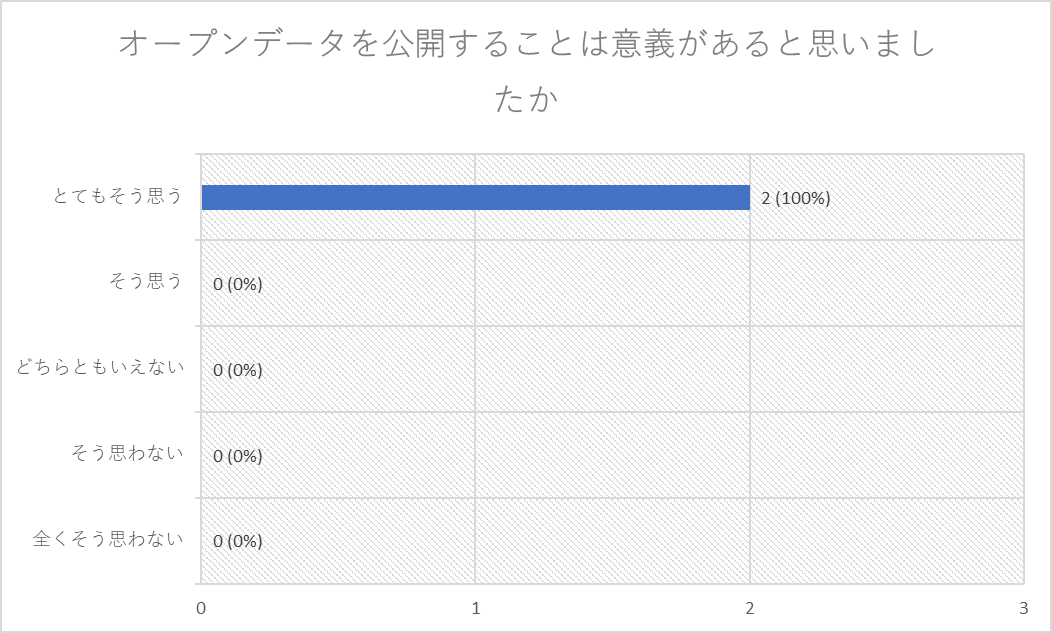 オープンデータを公開することは意義があると思いまし
たか
とてもそう思う
2 (100%)
そう思う
0 (0%)
どちらともいえない
0 (0%)
そう思わない
0 (0%)
全くそう思わない
0 (0%)
0
1
2
3